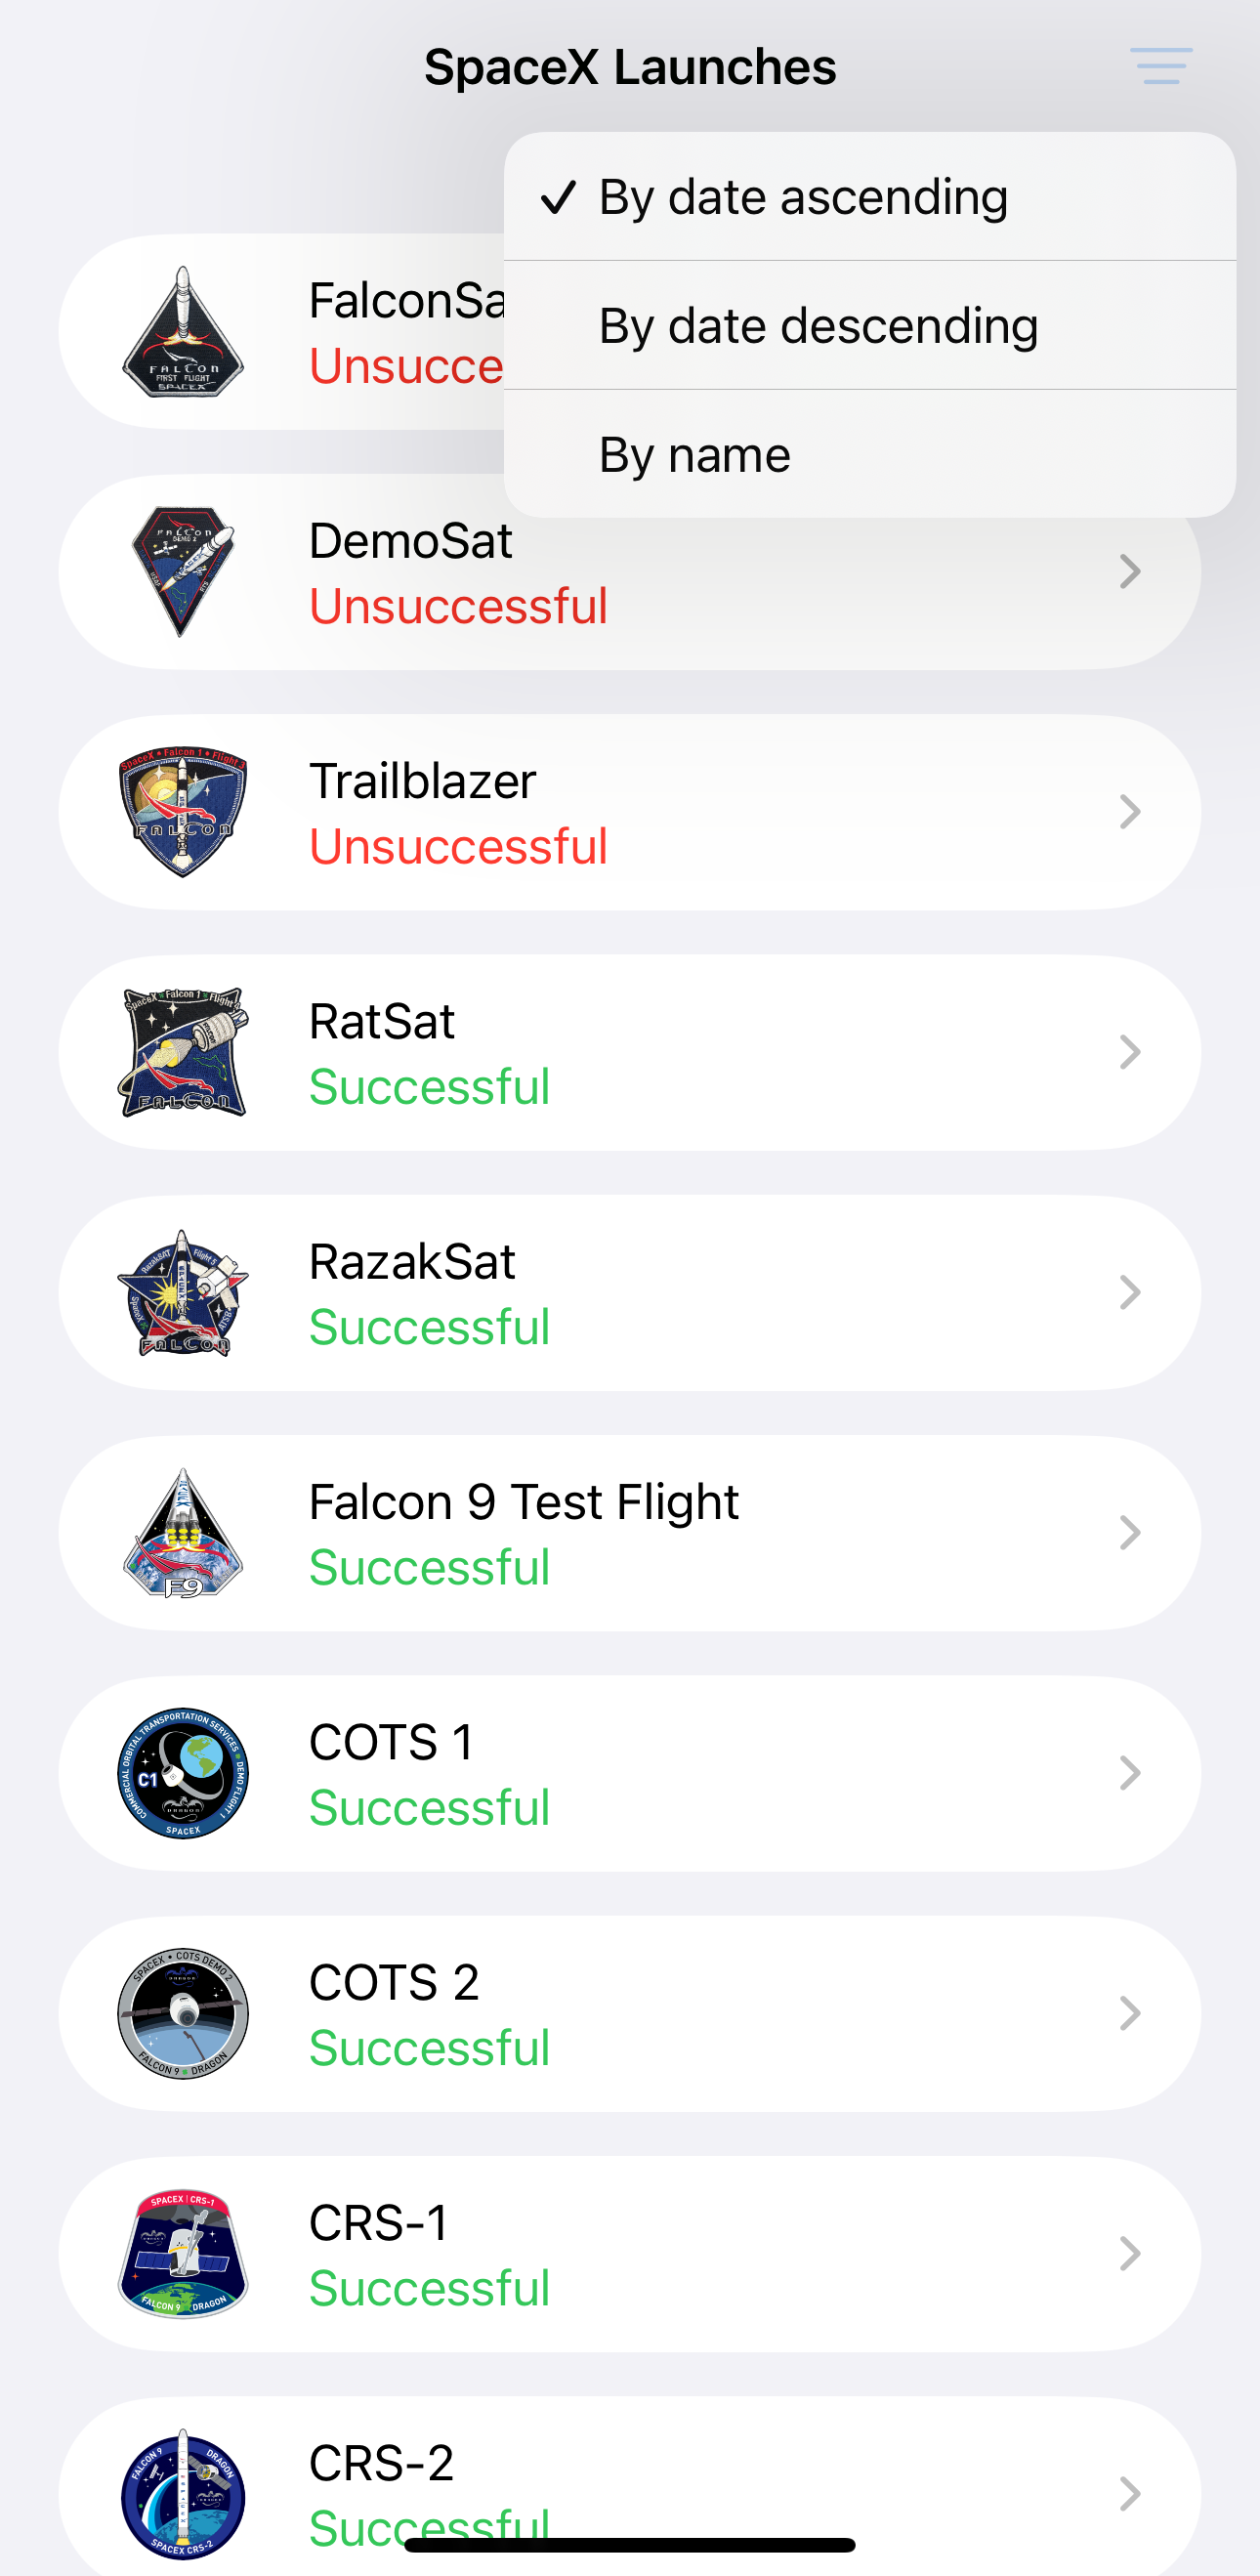 SpaceX Launches
✓ By date ascending
By date descending
By name
FalconSa
Unsucce
FALCON
FIRST FLIGHT
SPACEX
DemoSat
Unsuccessful
FALCON
DEMO 2
Trailblazer
Unsuccessful
SpaceX • Falcon 1 • Flight 3
FALCON
RatSat
Successful
SpaceX Falcon 1 Flight 4
FALCON
RazakSat
Successful
RazakSAT
Flight 5
SpaceX
ATSB
FALCON
Falcon 9 Test Flight
Successful
F9
COTS 1
Successful
COMMERCIAL ORBITAL TRANSPORTATION SERVICES
DEMO FLIGHT 1
C1
DRAGON
SPACEX
COTS 2
Successful
SPACEX • COTS DEMO 2
DRAGON
FALCON 9 DRAGON
CRS-1
Successful
SPACEX | CRS-1
FALCON 9 DRAGON
CRS-2
Successful
FALCON 9
DRAGON
SPACEX CRS-2